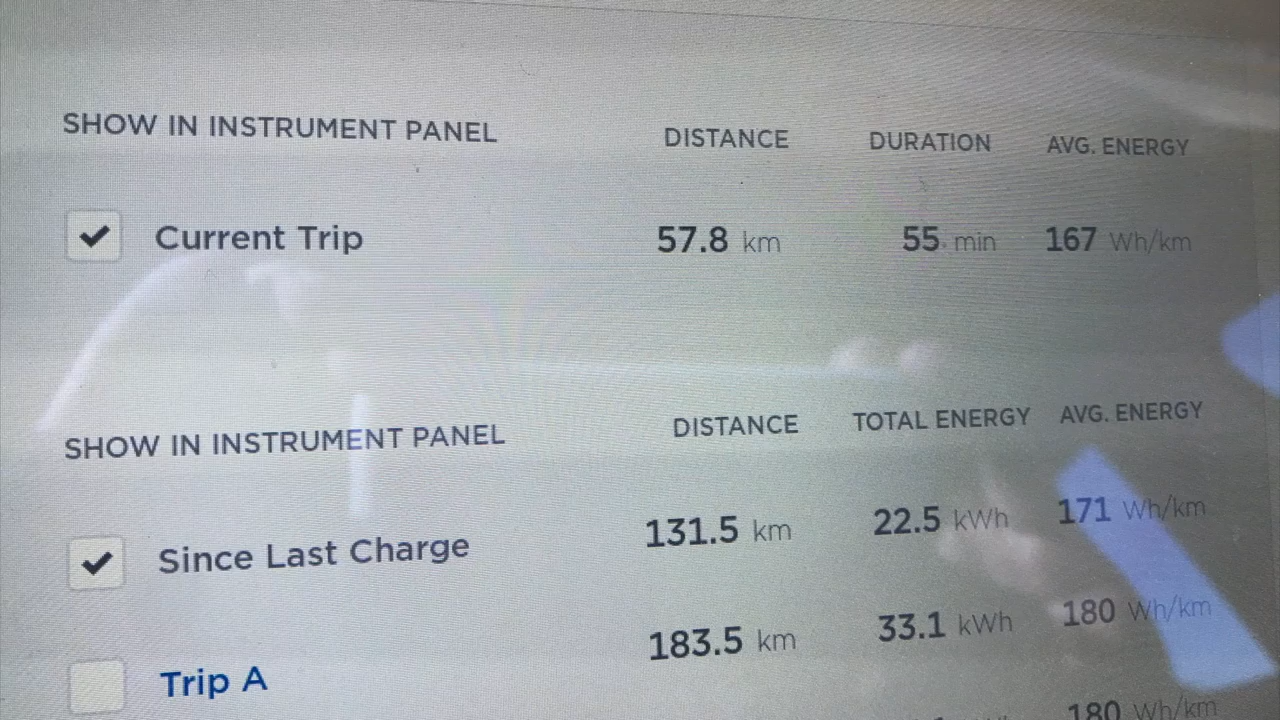 SHOW IN INSTRUMENT PANEL DISTANCE DURATION AVG. ENERGY
Current Trip 57.8 km 55 min 167 Wh/km
SHOW IN INSTRUMENT PANEL DISTANCE TOTAL ENERGY AVG. ENERGY
Since Last Charge 131.5 km 22.5 kWh 171 Wh/km
Trip A 183.5 km 33.1 kWh 180 Wh/km
180 Wh/km